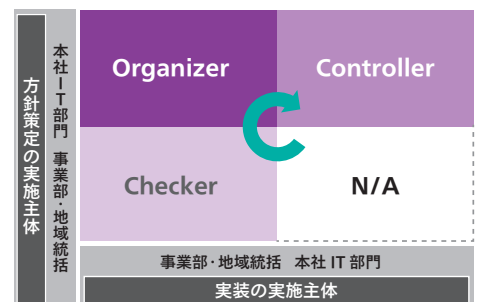 方針策定の実施主体
本社IT部門 事業部・地域統括
Organizer
Controller
Checker
N/A
事業部・地域統括 本社 IT 部門
実装の実施主体